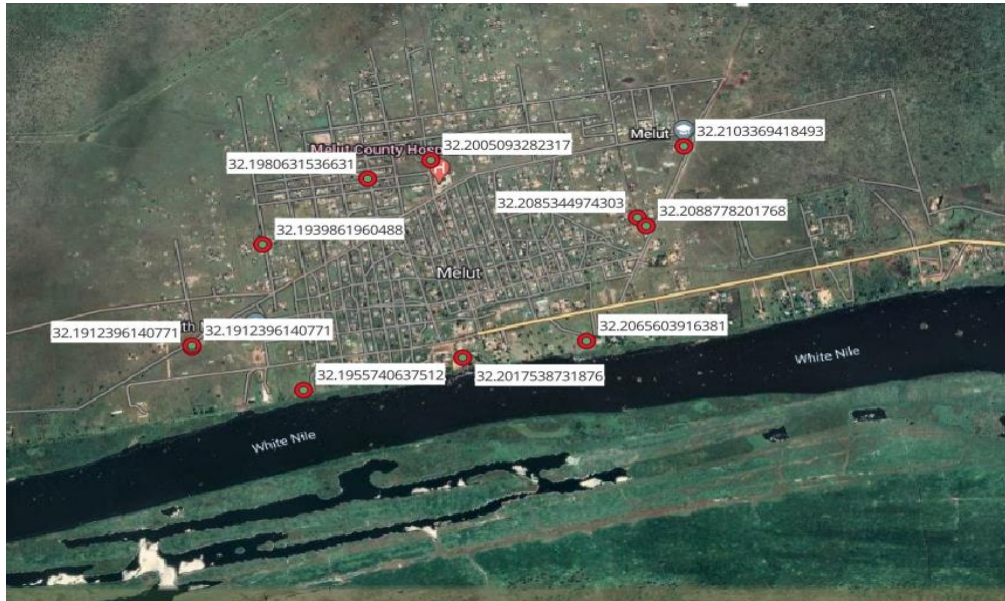 Melut
32.2103369418493
Melut County Hosp
32.2005093282317
32.1980631536631
32.2085344974303
32.2088778201768
32.1939861960488
Melut
32.1912396140771
th
32.1912396140771
32.2065603916381
White Nile
32.1955740637512
32.2017538731876
White Nile